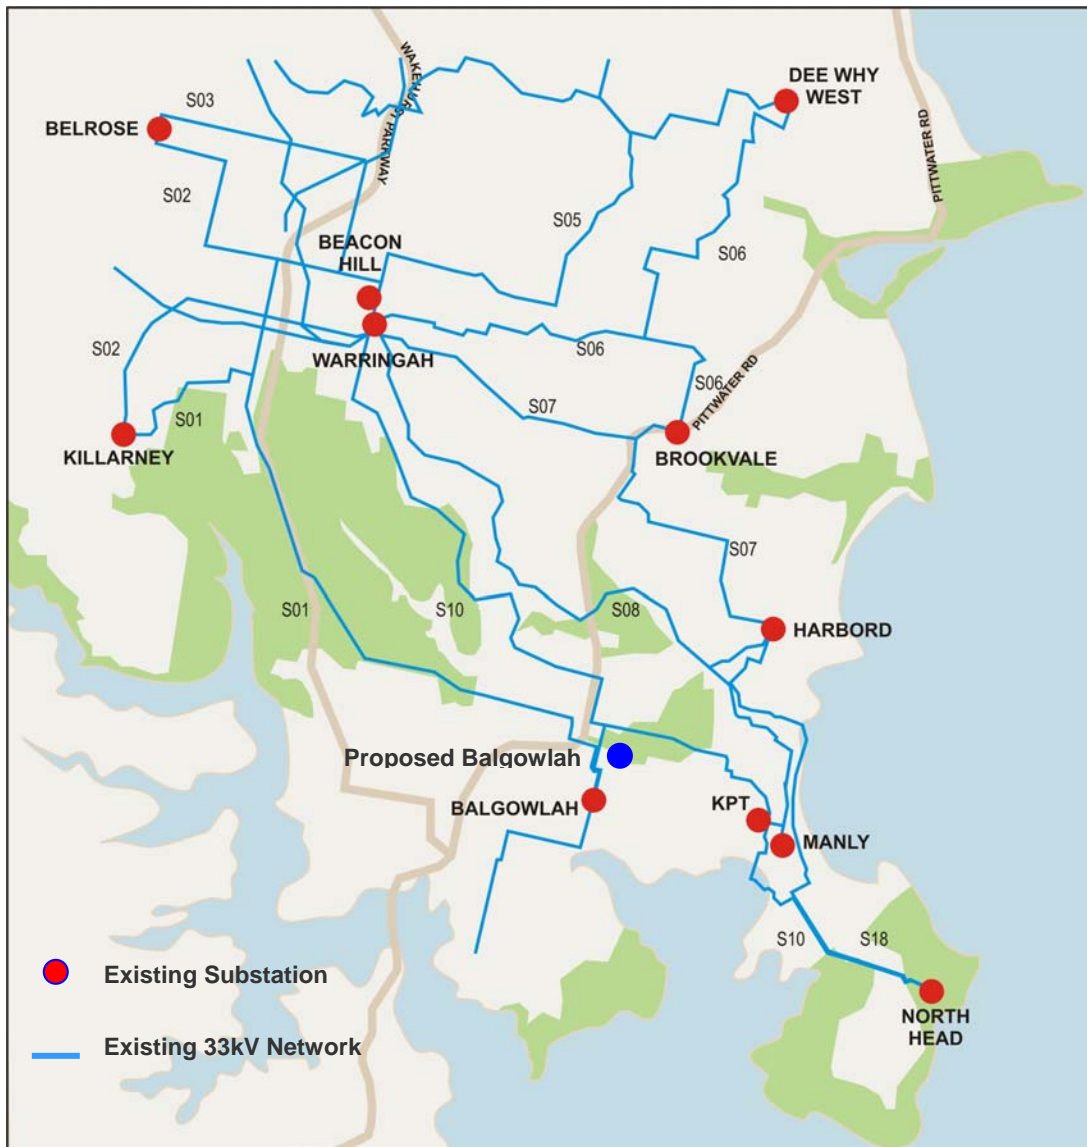 WAKEHURST PARKWAY
DEE WHY
WEST
S03
BELROSE
PITTWATER RD
S02
S05
BEACON
HILL
S06
S02
WARRINGAH
S06
S06
PITTWATER RD
S07
S01
KILLARNEY
BROOKVALE
S07
S01
S10
S08
HARBORD
Proposed Balgowlah
BALGOWLAH
KPT
MANLY
S10
S18
Existing Substation
NORTH
HEAD
Existing 33kV Network